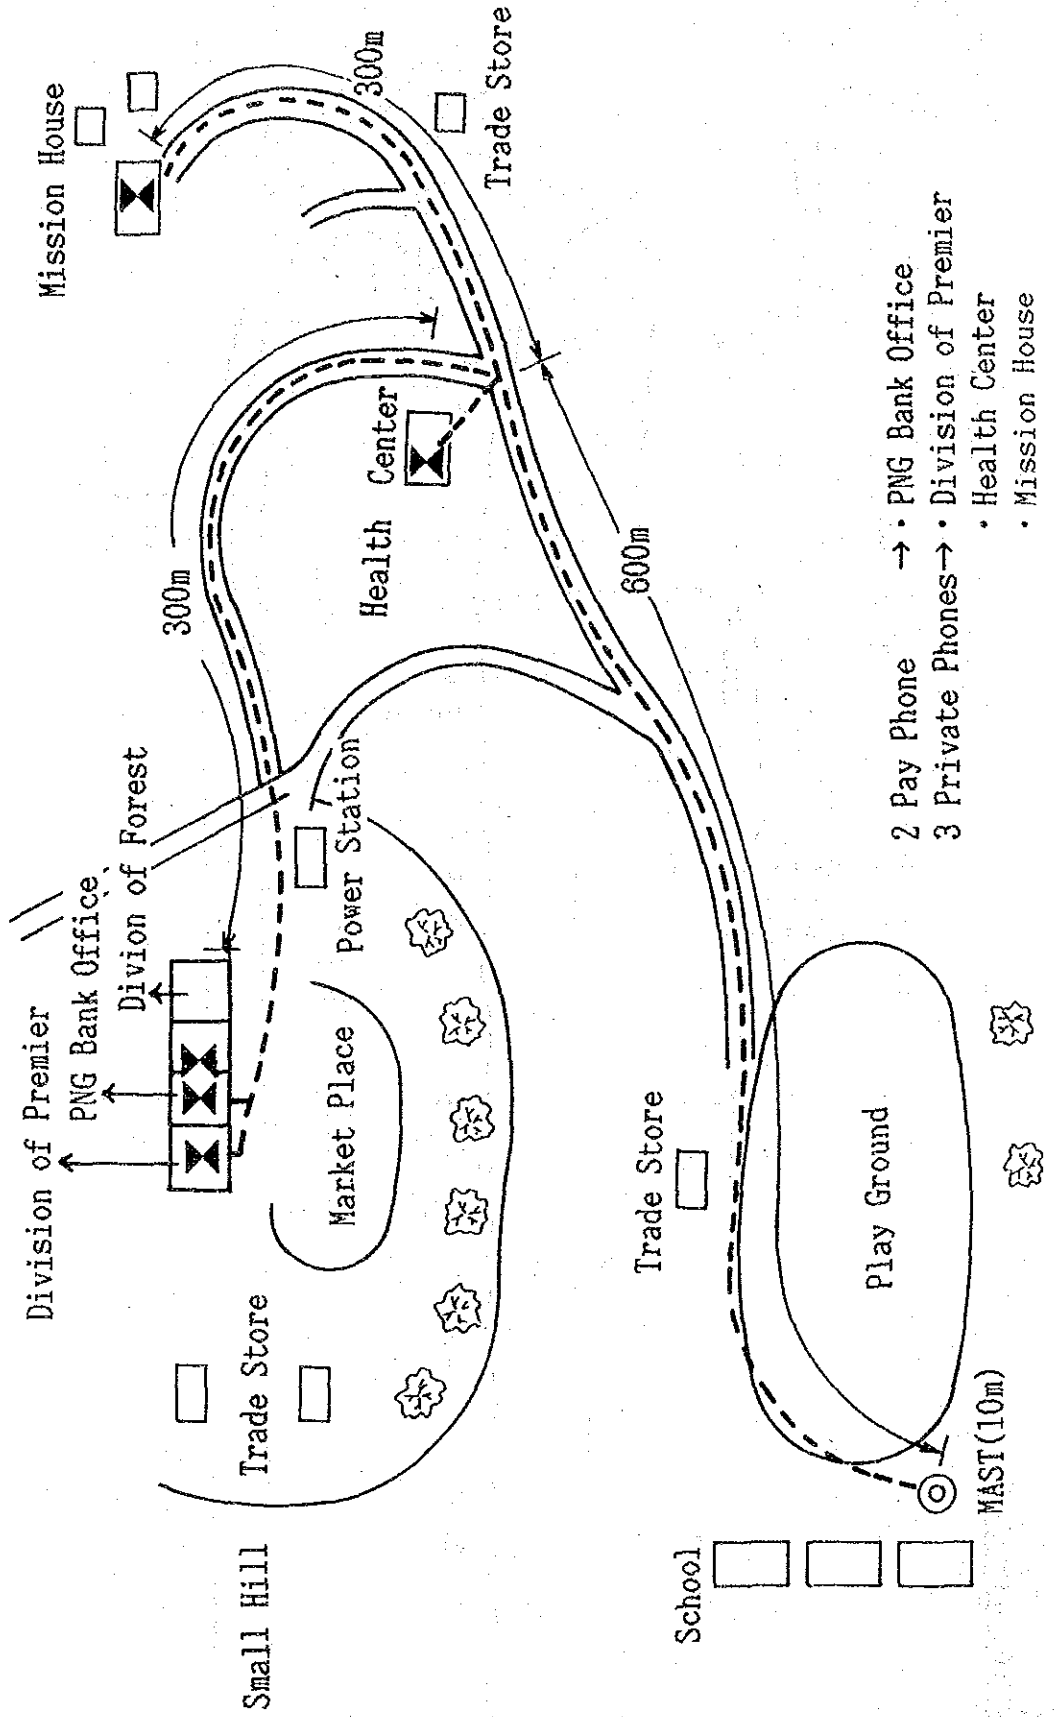 Division of Premier
PNG Bank Office
Divion of Forest
Mission House
300m
300m
Trade Store
Health Center
Power Station
Market Place
Trade Store
Small Hill
600m
Trade Store
Play Ground
School
MAST(10m)
2 Pay Phone → ・PNG Bank Office
3 Private Phones→ ・Division of Premier
・Health Center
・Mission House